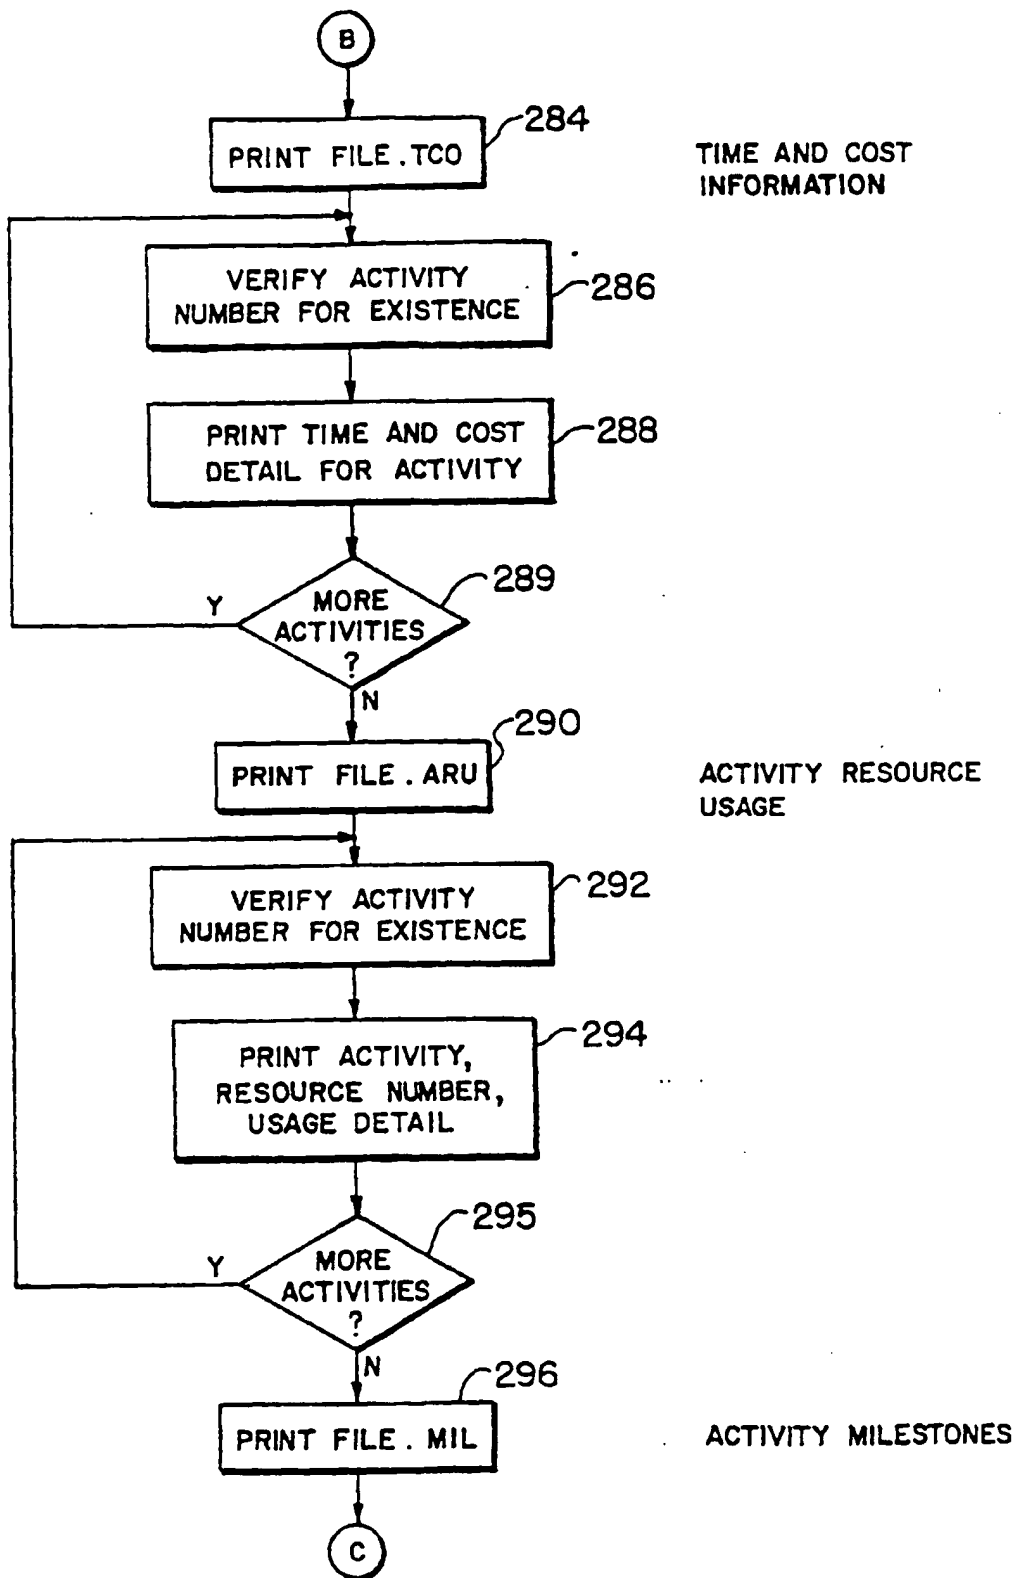 B
284
PRINT FILE.TCO
TIME AND COST
INFORMATION
VERIFY ACTIVITY
NUMBER FOR EXISTENCE
286
PRINT TIME AND COST
DETAIL FOR ACTIVITY
288
289
Y
MORE
ACTIVITIES
?
N
290
PRINT FILE.ARU
ACTIVITY RESOURCE
USAGE
VERIFY ACTIVITY
NUMBER FOR EXISTENCE
292
PRINT ACTIVITY,
RESOURCE NUMBER,
USAGE DETAIL
294
295
Y
MORE
ACTIVITIES
?
N
296
PRINT FILE.MIL
ACTIVITY MILESTONES
C